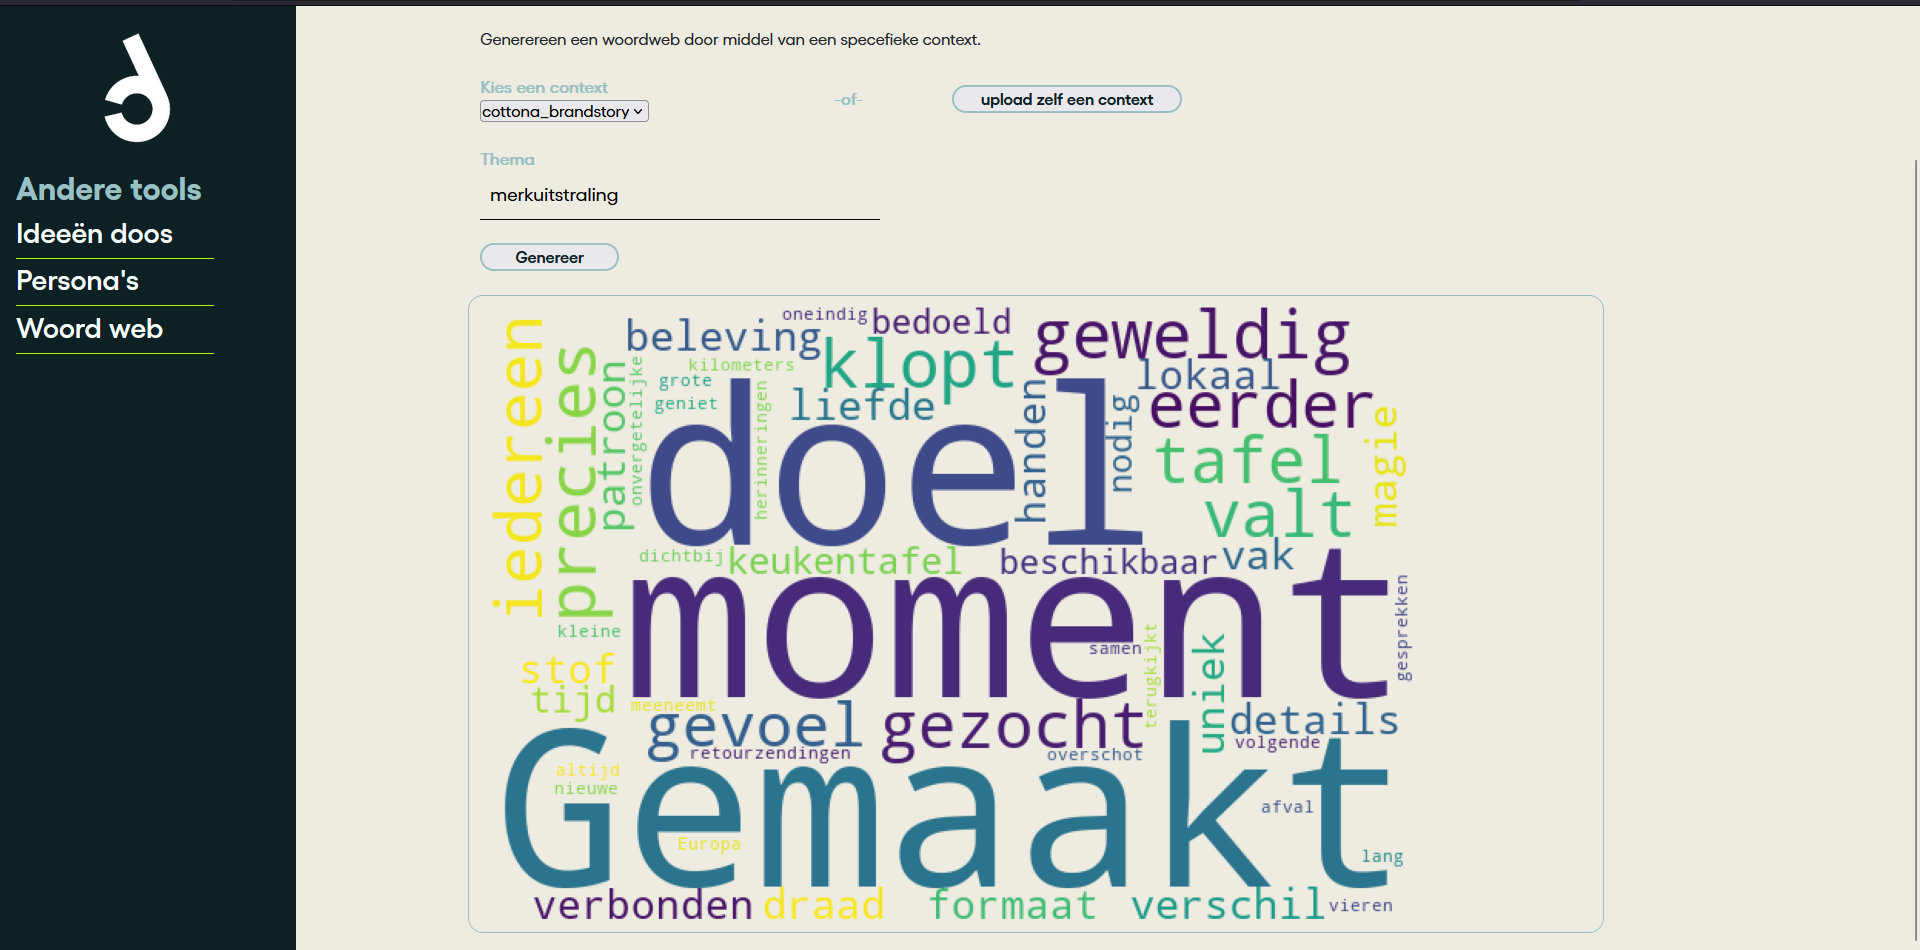 Andere tools
Ideeën doos
Persona's
Woord web
Genereeren een woordweb door middel van een specefieke context.
Kies een context
cottona_brandstory
-of-
upload zelf een context
Thema
merkuitstraling
Genereer
oneindig
bedoeld
geweldig
beleving
klopt
iedereen
precies
patroon
onvergetelijke
kilometers
grote
geniet
herinneringen
liefde
lokaal
eerder
handen
nodig
doel
tafel
magie
valt
dichtbij
keukentafel
beschikbaar
vak
moment
gesprekken
kleine
samen
terugkijkt
uniek
stof
tijd
meeneemt
gevoel
gezocht
details
volgende
retourzendingen
overschot
altijd
nieuwe
Gemaakt
afval
Europa
lang
verbonden
draad
formaat
verschil
vieren